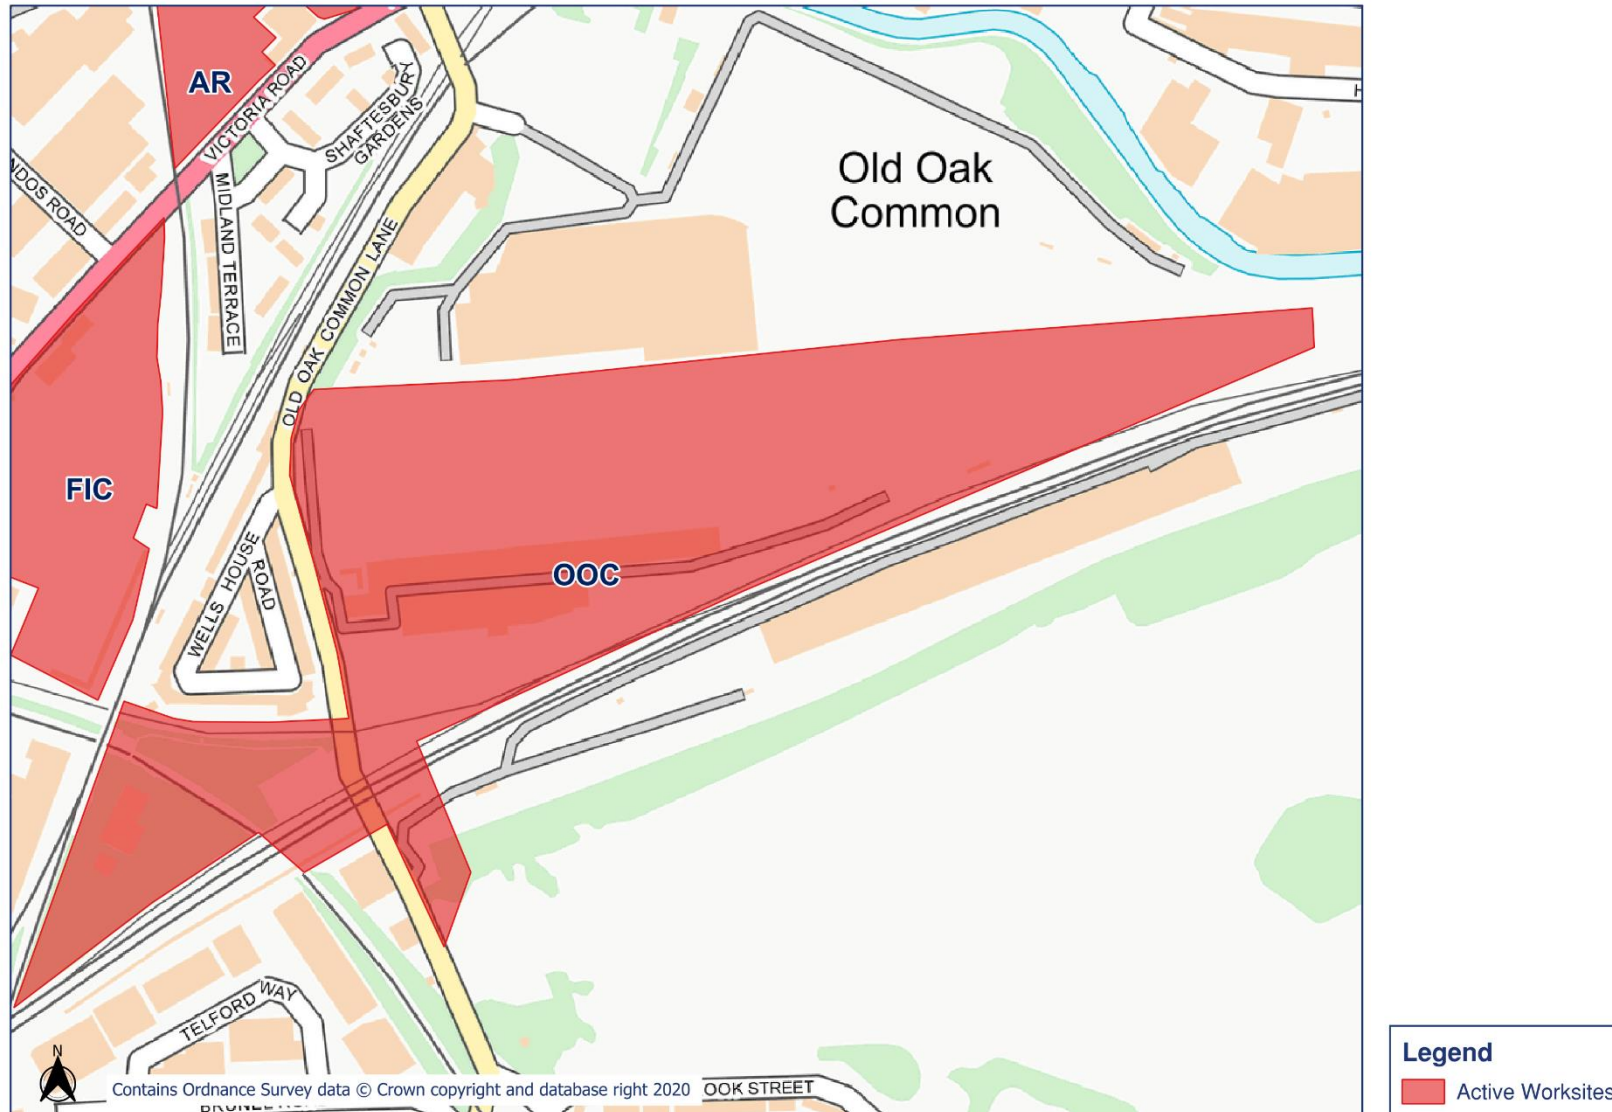 AR
VICTORIA ROAD
SHAFTESBURY
GARDENS
NDOS ROAD
MIDLAND TERRACE
OLD OAK COMMON LANE
Old Oak
Common
H
FIC
WELLS HOUSE
ROAD
OOC
TELFORD WAY
N
Contains Ordnance Survey data © Crown copyright and database right 2020
OOK STREET
Legend
Active Worksites